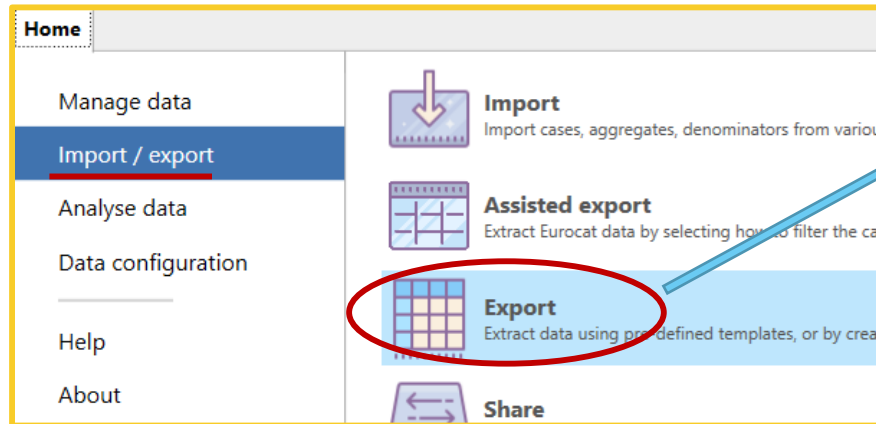 Home
Manage data
Import / export
Analyse data
Data configuration
Help
About
Import
Import cases, aggregates, denominators from variou
Assisted export
Extract Eurocat data by selecting how to filter the ca
Export
Extract data using pre-defined templates, or by crea
Share